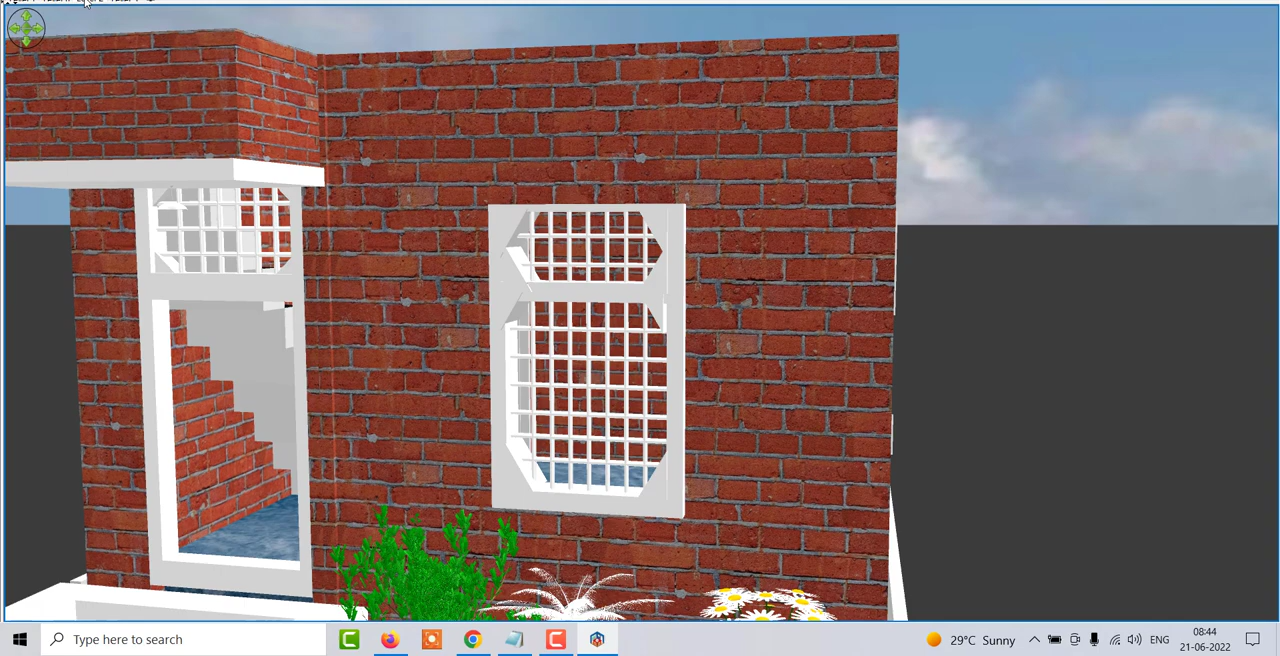 Type here to search
29°C Sunny
ENG
08:44
21-06-2022